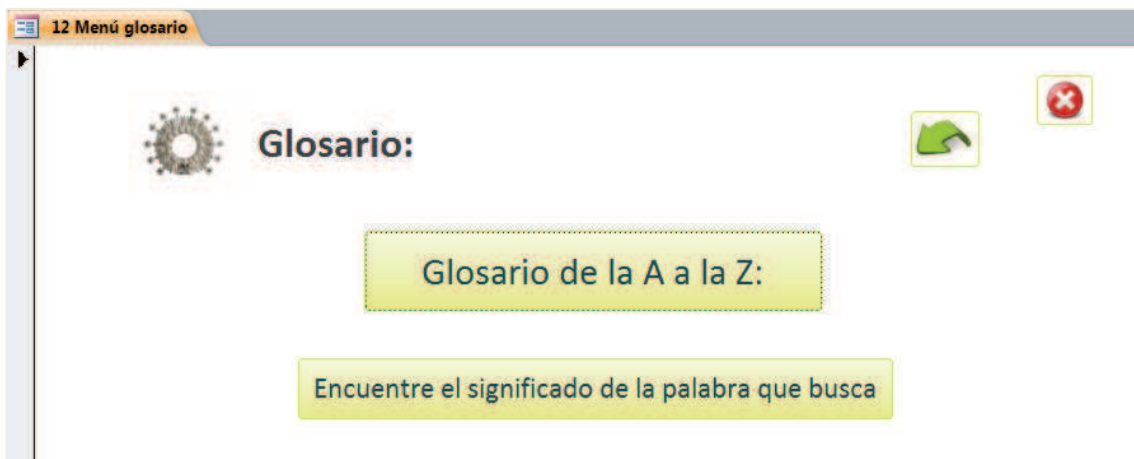 12 Menú glosario
Glosario:
Glosario de la A a la Z:
Encuentre el significado de la palabra que busca